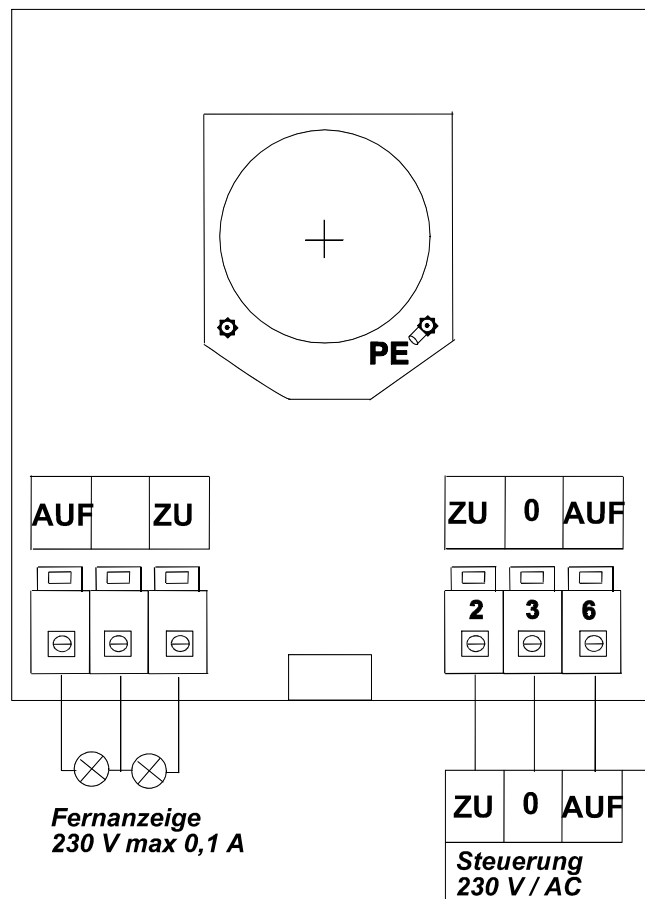 PE
AUF ZU
ZU 0 AUF
2 3 6
ZU 0 AUF
Fernanzeige
230 V max 0,1 A
Steuerung
230 V / AC